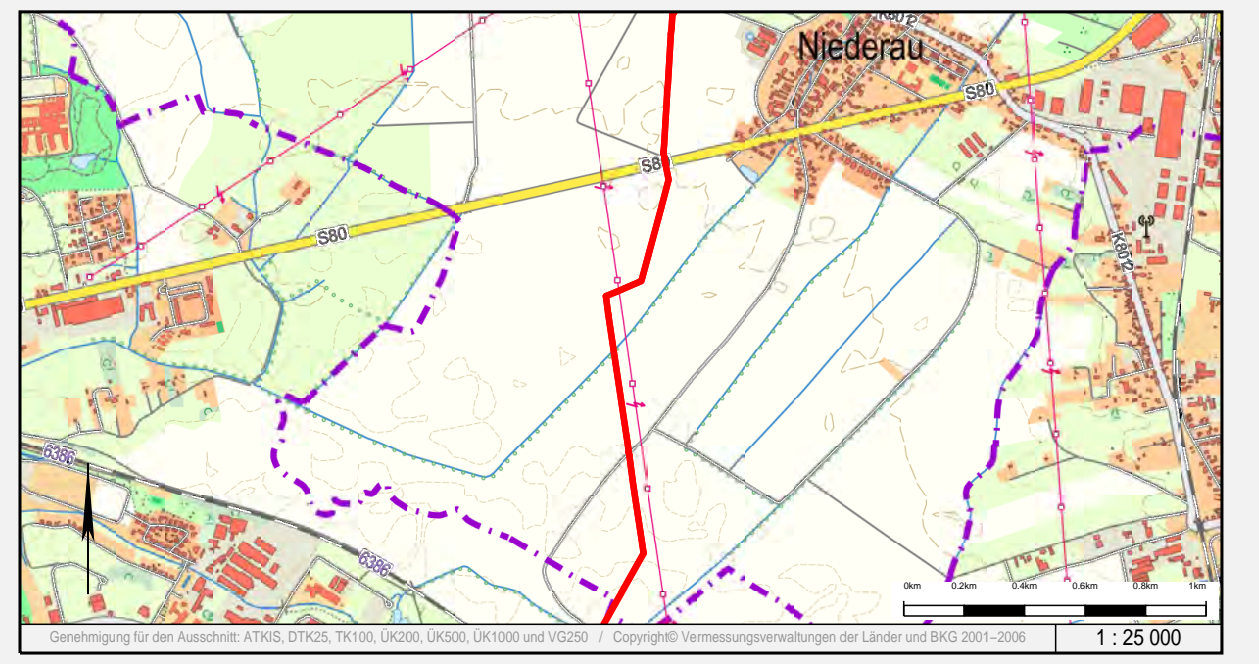 K8012
Niederau
S80
S80
S80
K8012
6386
6386
0km 0.2km 0.4km 0.6km 0.8km 1km
Genehmigung für den Ausschnitt: ATKIS, DTK25, TK100, ÜK200, ÜK500, ÜK1000 und VG250 / Copyright© Vermessungsverwaltungen der Länder und BKG 2001–2006
1 : 25 000